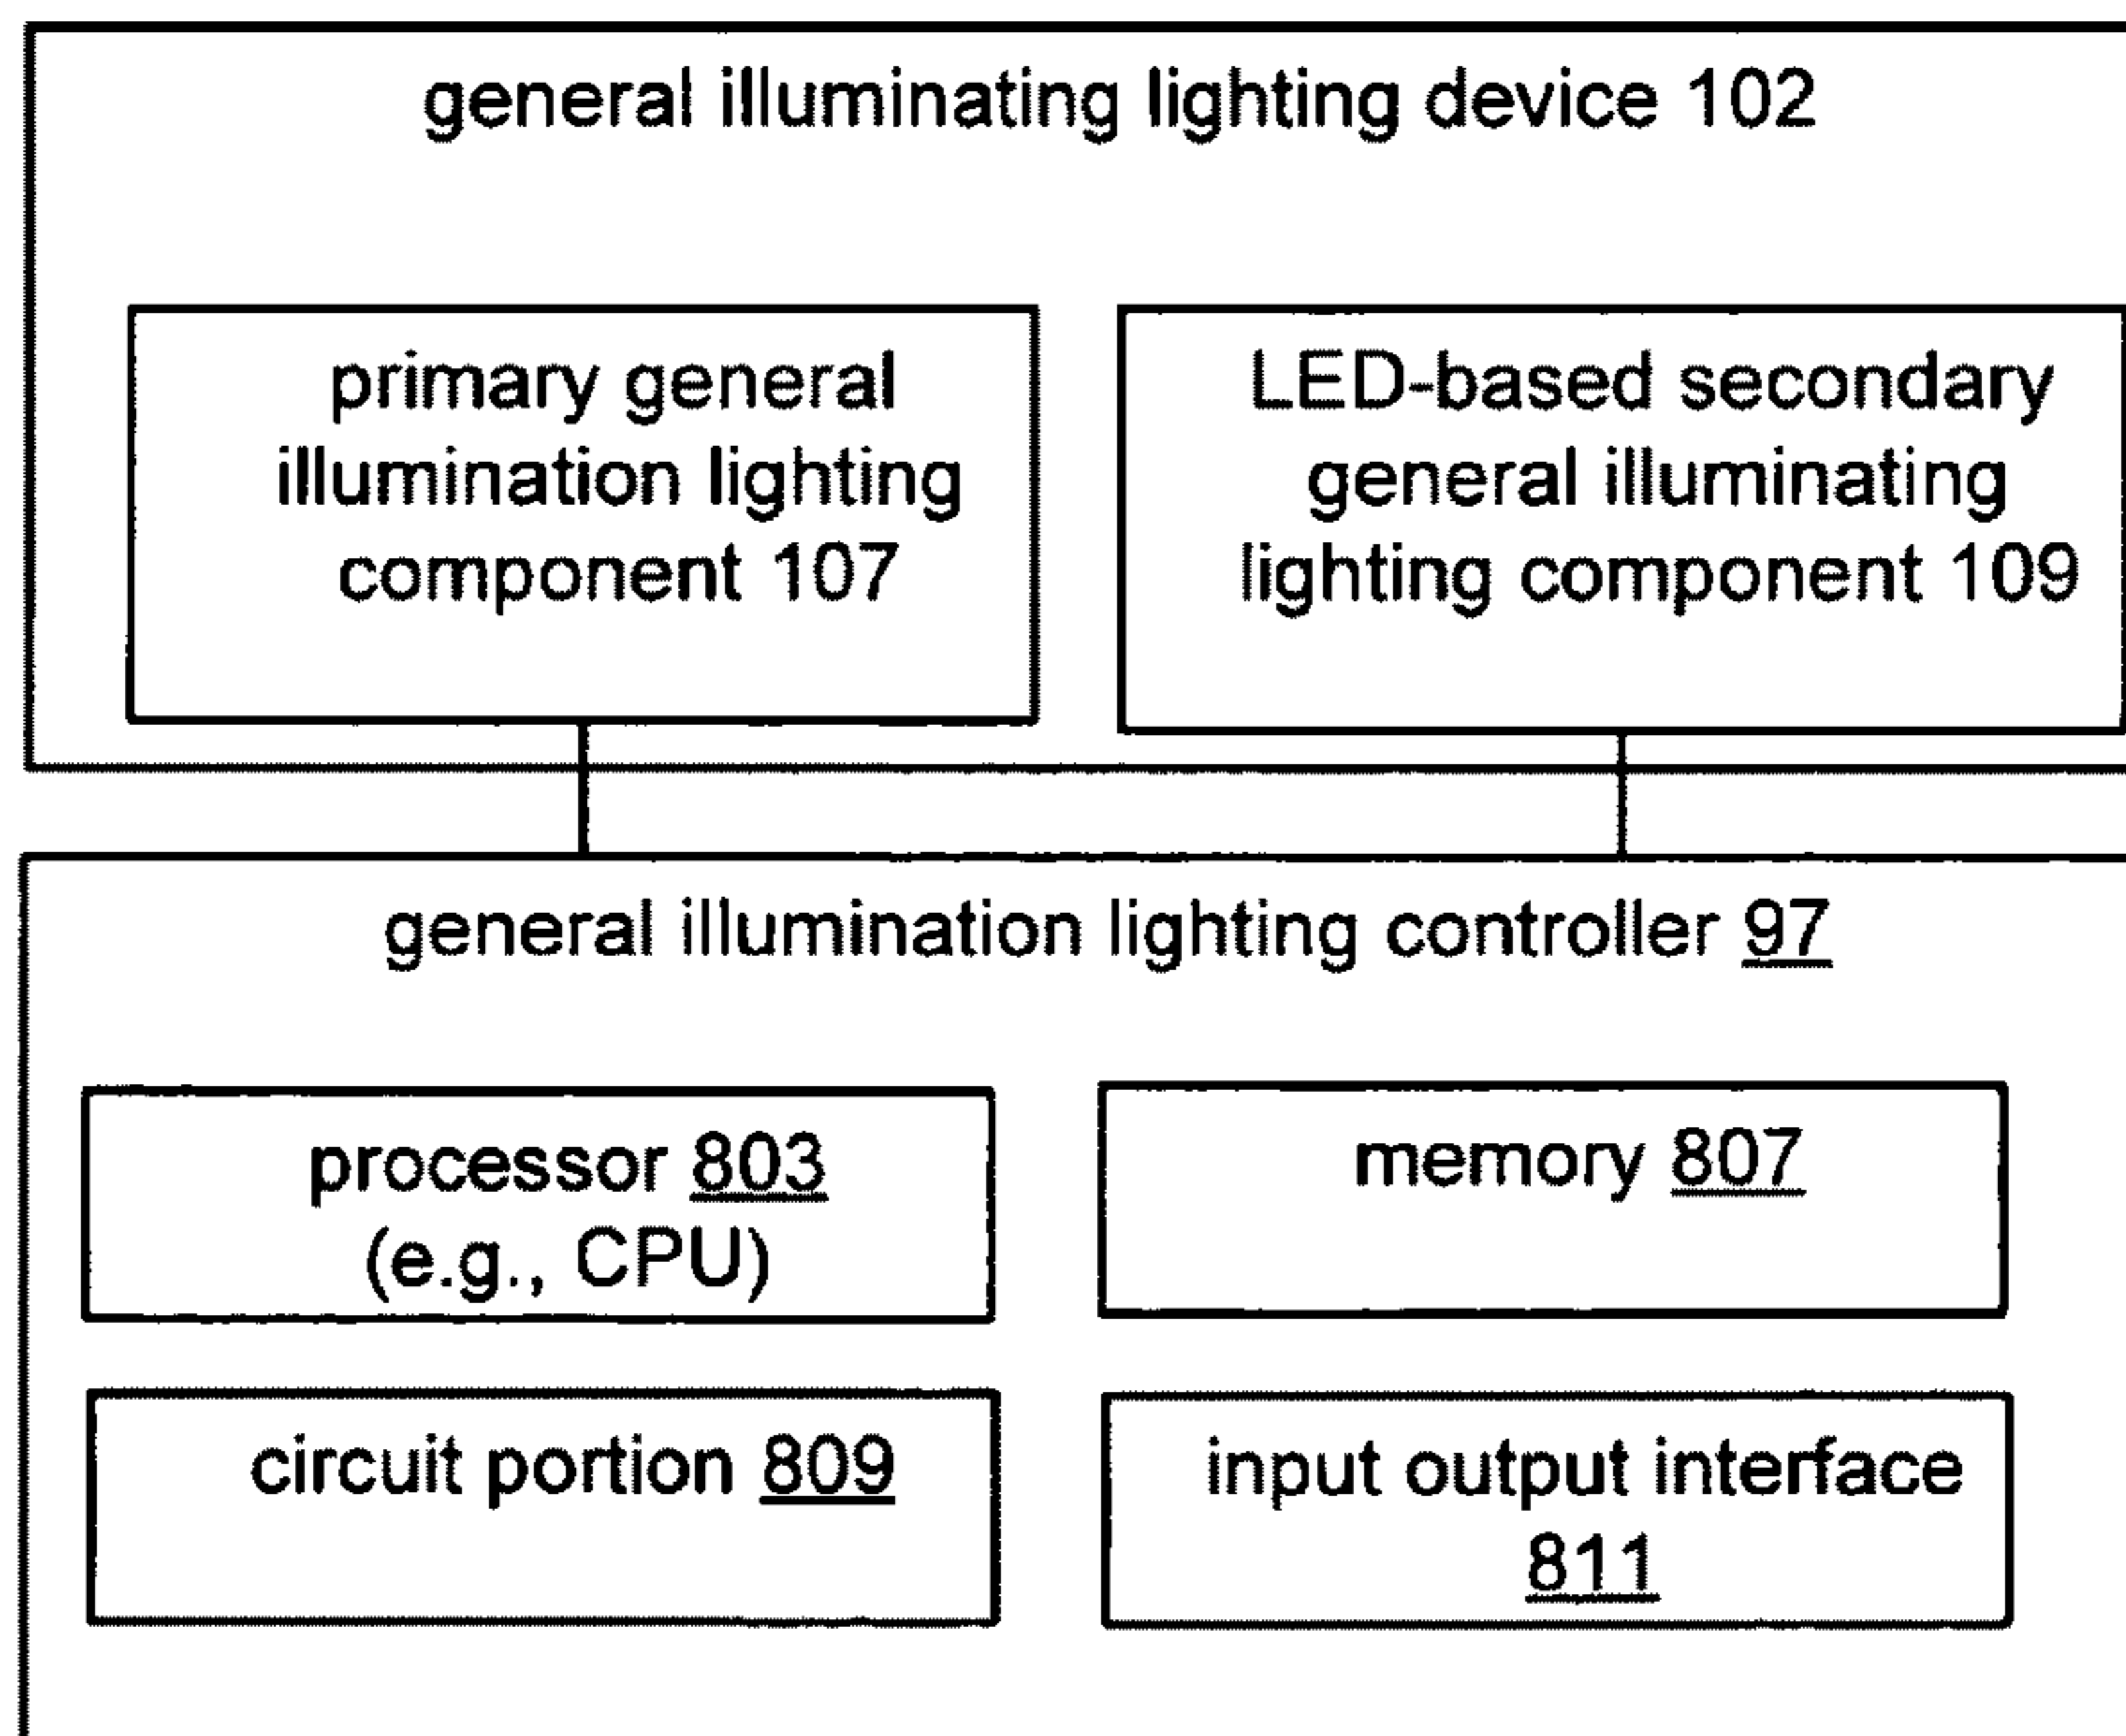 general illuminating lighting device 102
primary general
illumination lighting
component 107
LED-based secondary
general illuminating
lighting component 109
general illumination lighting controller 97
processor 803
(e.g., CPU)
memory 807
circuit portion 809
input output interface
811